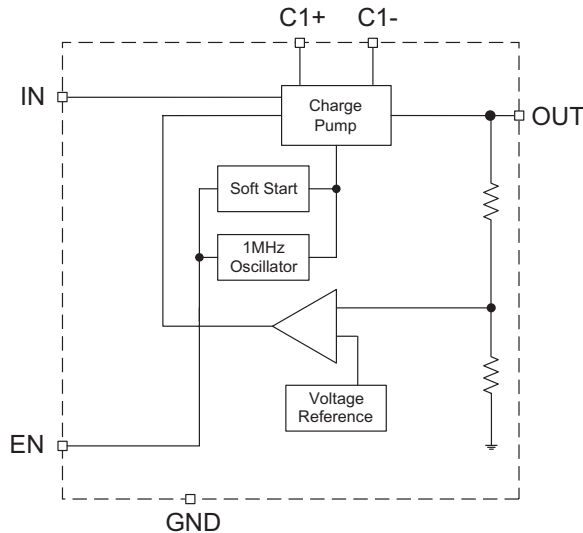 C1+ C1-
IN
Charge
Pump
OUT
Soft Start
1MHz
Oscillator
Voltage
Reference
EN
GND